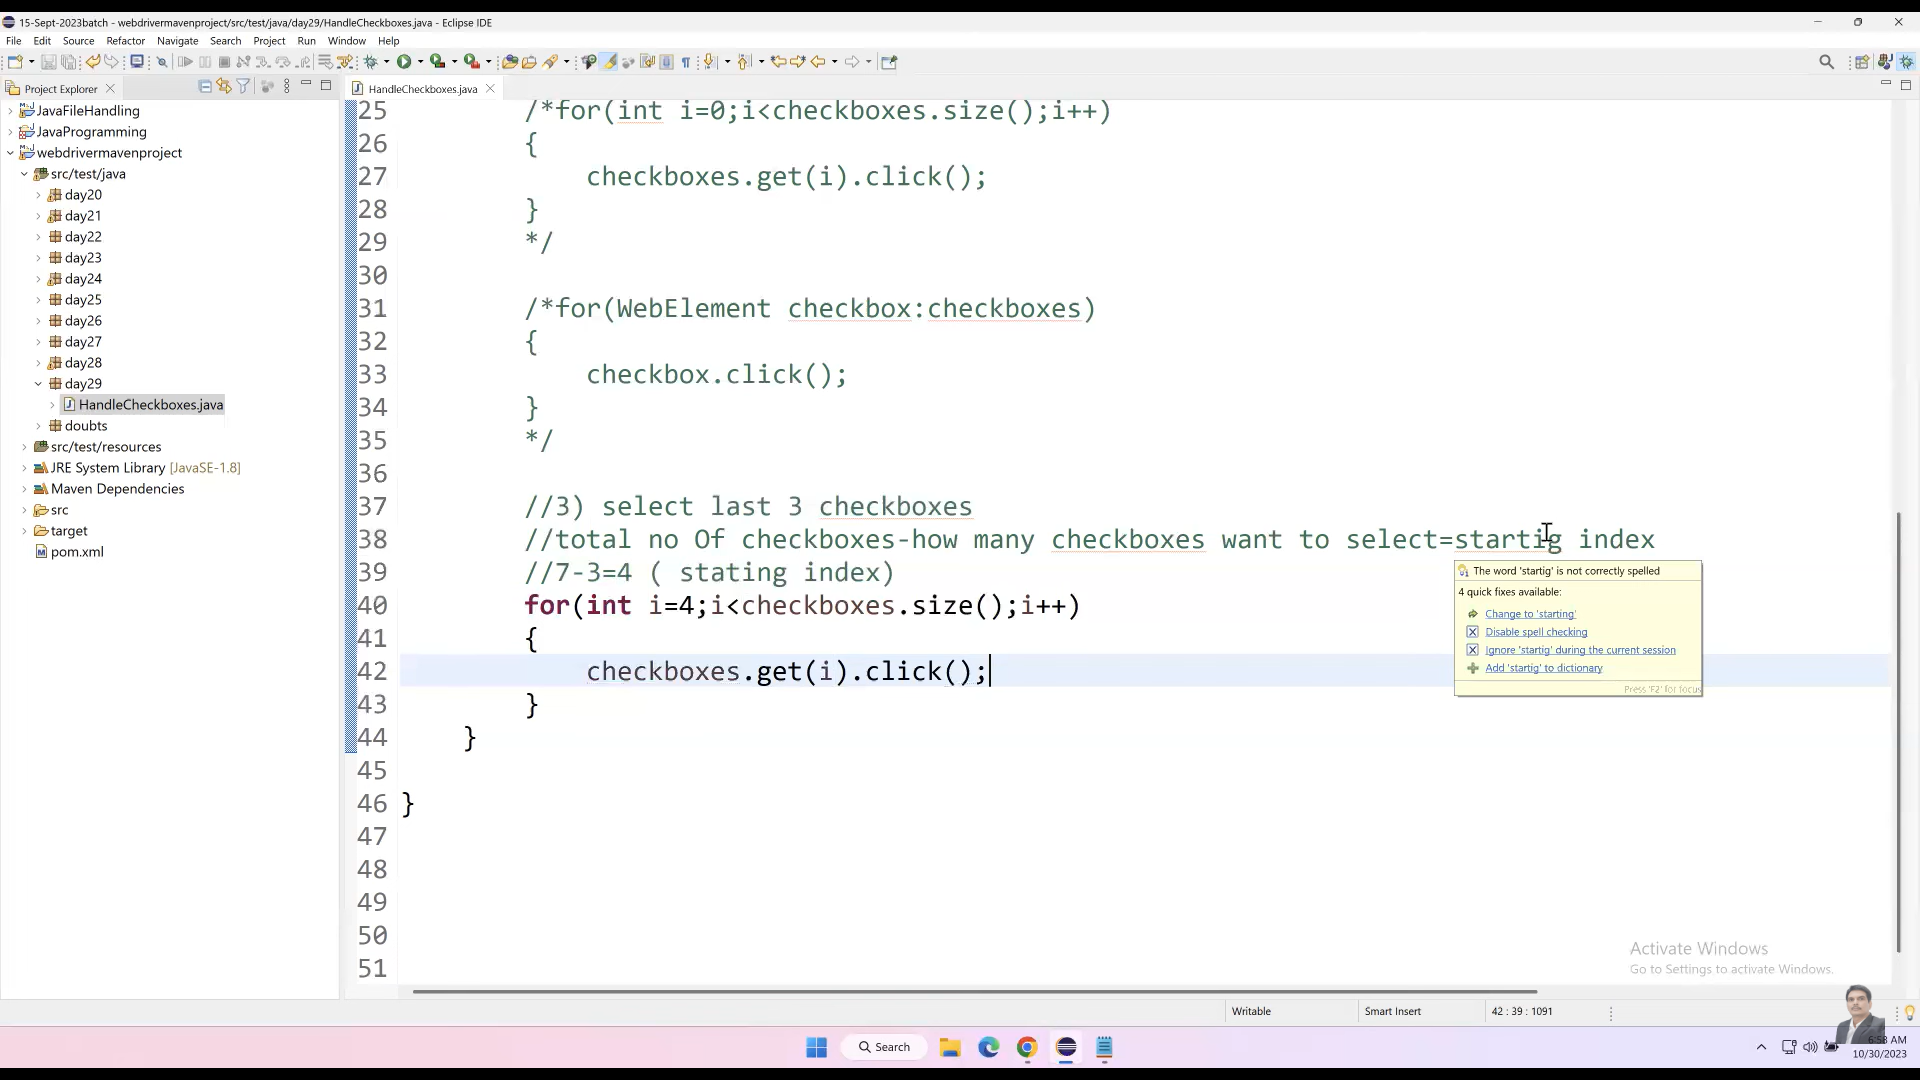 15-Sept-2023batch - webdrivermavenproject/src/test/java/day29/HandleCheckboxes.java - Eclipse IDE
File Edit Source Refactor Navigate Search Project Run Window Help
Project Explorer
JavaFileHandling
JavaProgramming
webdrivermavenproject
src/test/java
day20
day21
day22
day23
day24
day25
day26
day27
day28
day29
HandleCheckboxes.java
doubts
src/test/resources
JRE System Library [JavaSE-1.8]
Maven Dependencies
src
target
pom.xml
HandleCheckboxes.java
25 /*for(int i=0;i<checkboxes.size();i++)
26 {
27 checkboxes.get(i).click();
28 }
29 */
30
31 /*for(WebElement checkbox:checkboxes)
32 {
33 checkbox.click();
34 }
35 */
36
37 //3) select last 3 checkboxes
38 //total no Of checkboxes-how many checkboxes want to select=startig index
39 //7-3=4 ( stating index)
40 for(int i=4;i<checkboxes.size();i++)
41 {
42 checkboxes.get(i).click();
43 }
44 }
45
46 }
47
48
49
50
51
The word 'startig' is not correctly spelled
4 quick fixes available:
Change to 'starting'
Disable spell checking
Ignore 'startig' during the current session
Add 'startig' to dictionary
Press 'F2' for focus
Activate Windows
Go to Settings to activate Windows.
Writable Smart Insert 42 : 39 : 1091
Search
6:53 AM
10/30/2023